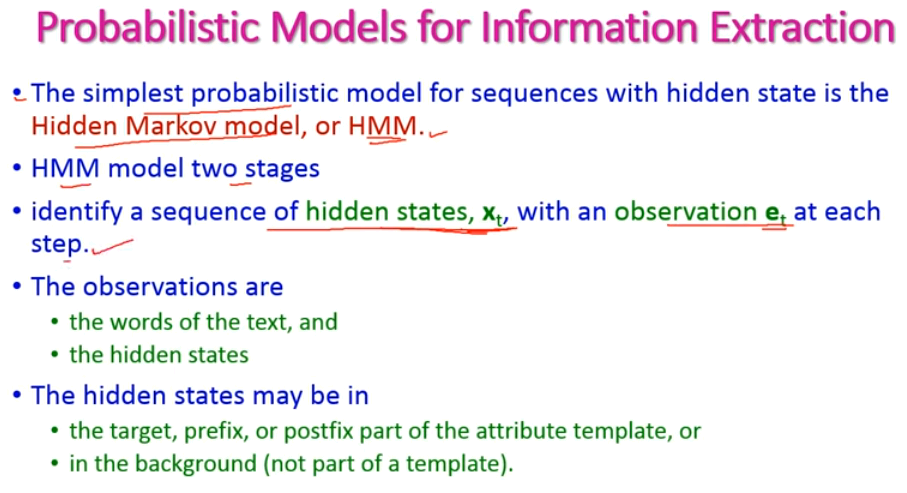 Probabilistic Models for Information Extraction
• The simplest probabilistic model for sequences with hidden state is the
Hidden Markov model, or HMM.
• HMM model two stages
• identify a sequence of hidden states, xₜ, with an observation eₜ at each
step.
• The observations are
• the words of the text, and
• the hidden states
• The hidden states may be in
• the target, prefix, or postfix part of the attribute template, or
• in the background (not part of a template).